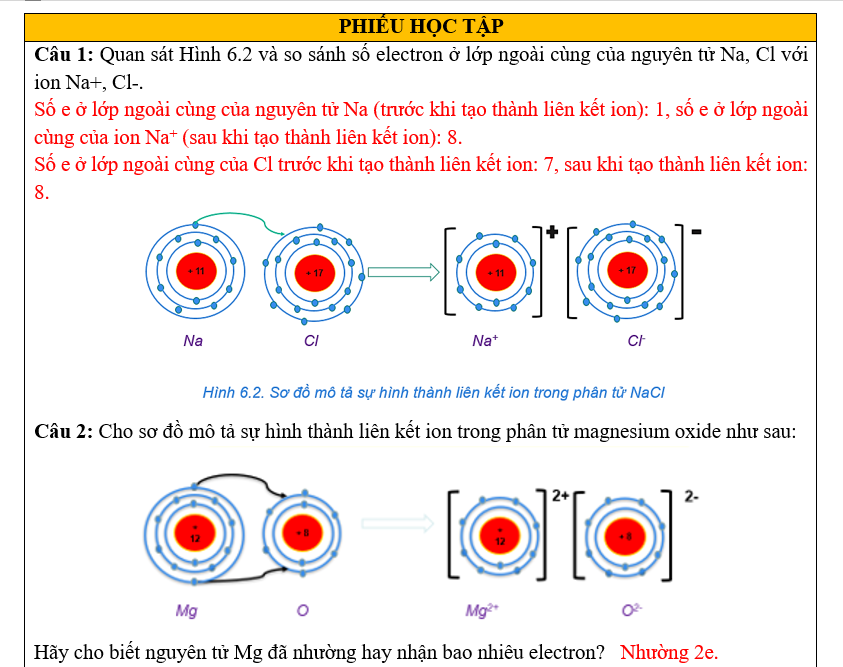 PHIẾU HỌC TẬP
Câu 1: Quan sát Hình 6.2 và so sánh số electron ở lớp ngoài cùng của nguyên tử Na, Cl với
ion Na+, Cl-.
Số e ở lớp ngoài cùng của nguyên tử Na (trước khi tạo thành liên kết ion): 1, số e ở lớp ngoài
cùng của ion Na⁺ (sau khi tạo thành liên kết ion): 8.
Số e ở lớp ngoài cùng của Cl trước khi tạo thành liên kết ion: 7, sau khi tạo thành liên kết ion:
8.
+ 11 + 17 + 11 + + 17 -
Na Cl Na⁺ Cl⁻
Hình 6.2. Sơ đồ mô tả sự hình thành liên kết ion trong phân tử NaCl
Câu 2: Cho sơ đồ mô tả sự hình thành liên kết ion trong phân tử magnesium oxide như sau:
2+ 2-
+ 12 + 8 + 12 + 8
Mg O Mg²⁺ O²⁻
Hãy cho biết nguyên tử Mg đã nhường hay nhận bao nhiêu electron? Nhường 2e.